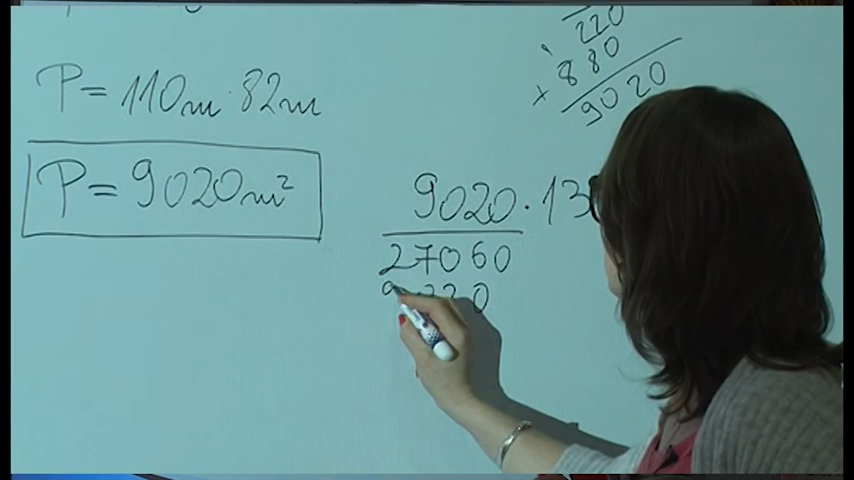 P = 110m · 82m
P = 9020m²
220
× 880
9020
9020 · 13
27060